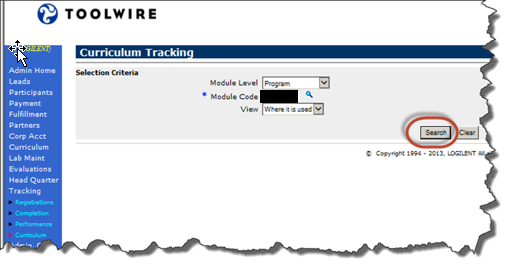 TOOLWIRE
LOGILENT)
Curriculum Tracking
Selection Criteria
Module Level Program
* Module Code
View Where it is used
Search Clear
© Copyright 1994 - 2013, LOGILENT All
Admin Home
Leads
Participants
Payment
Fulfillment
Partners
Corp Acct
Curriculum
Lab Maint
Evaluations
Head Quarter
Tracking
Registrations
Completion
Performance
Curriculum